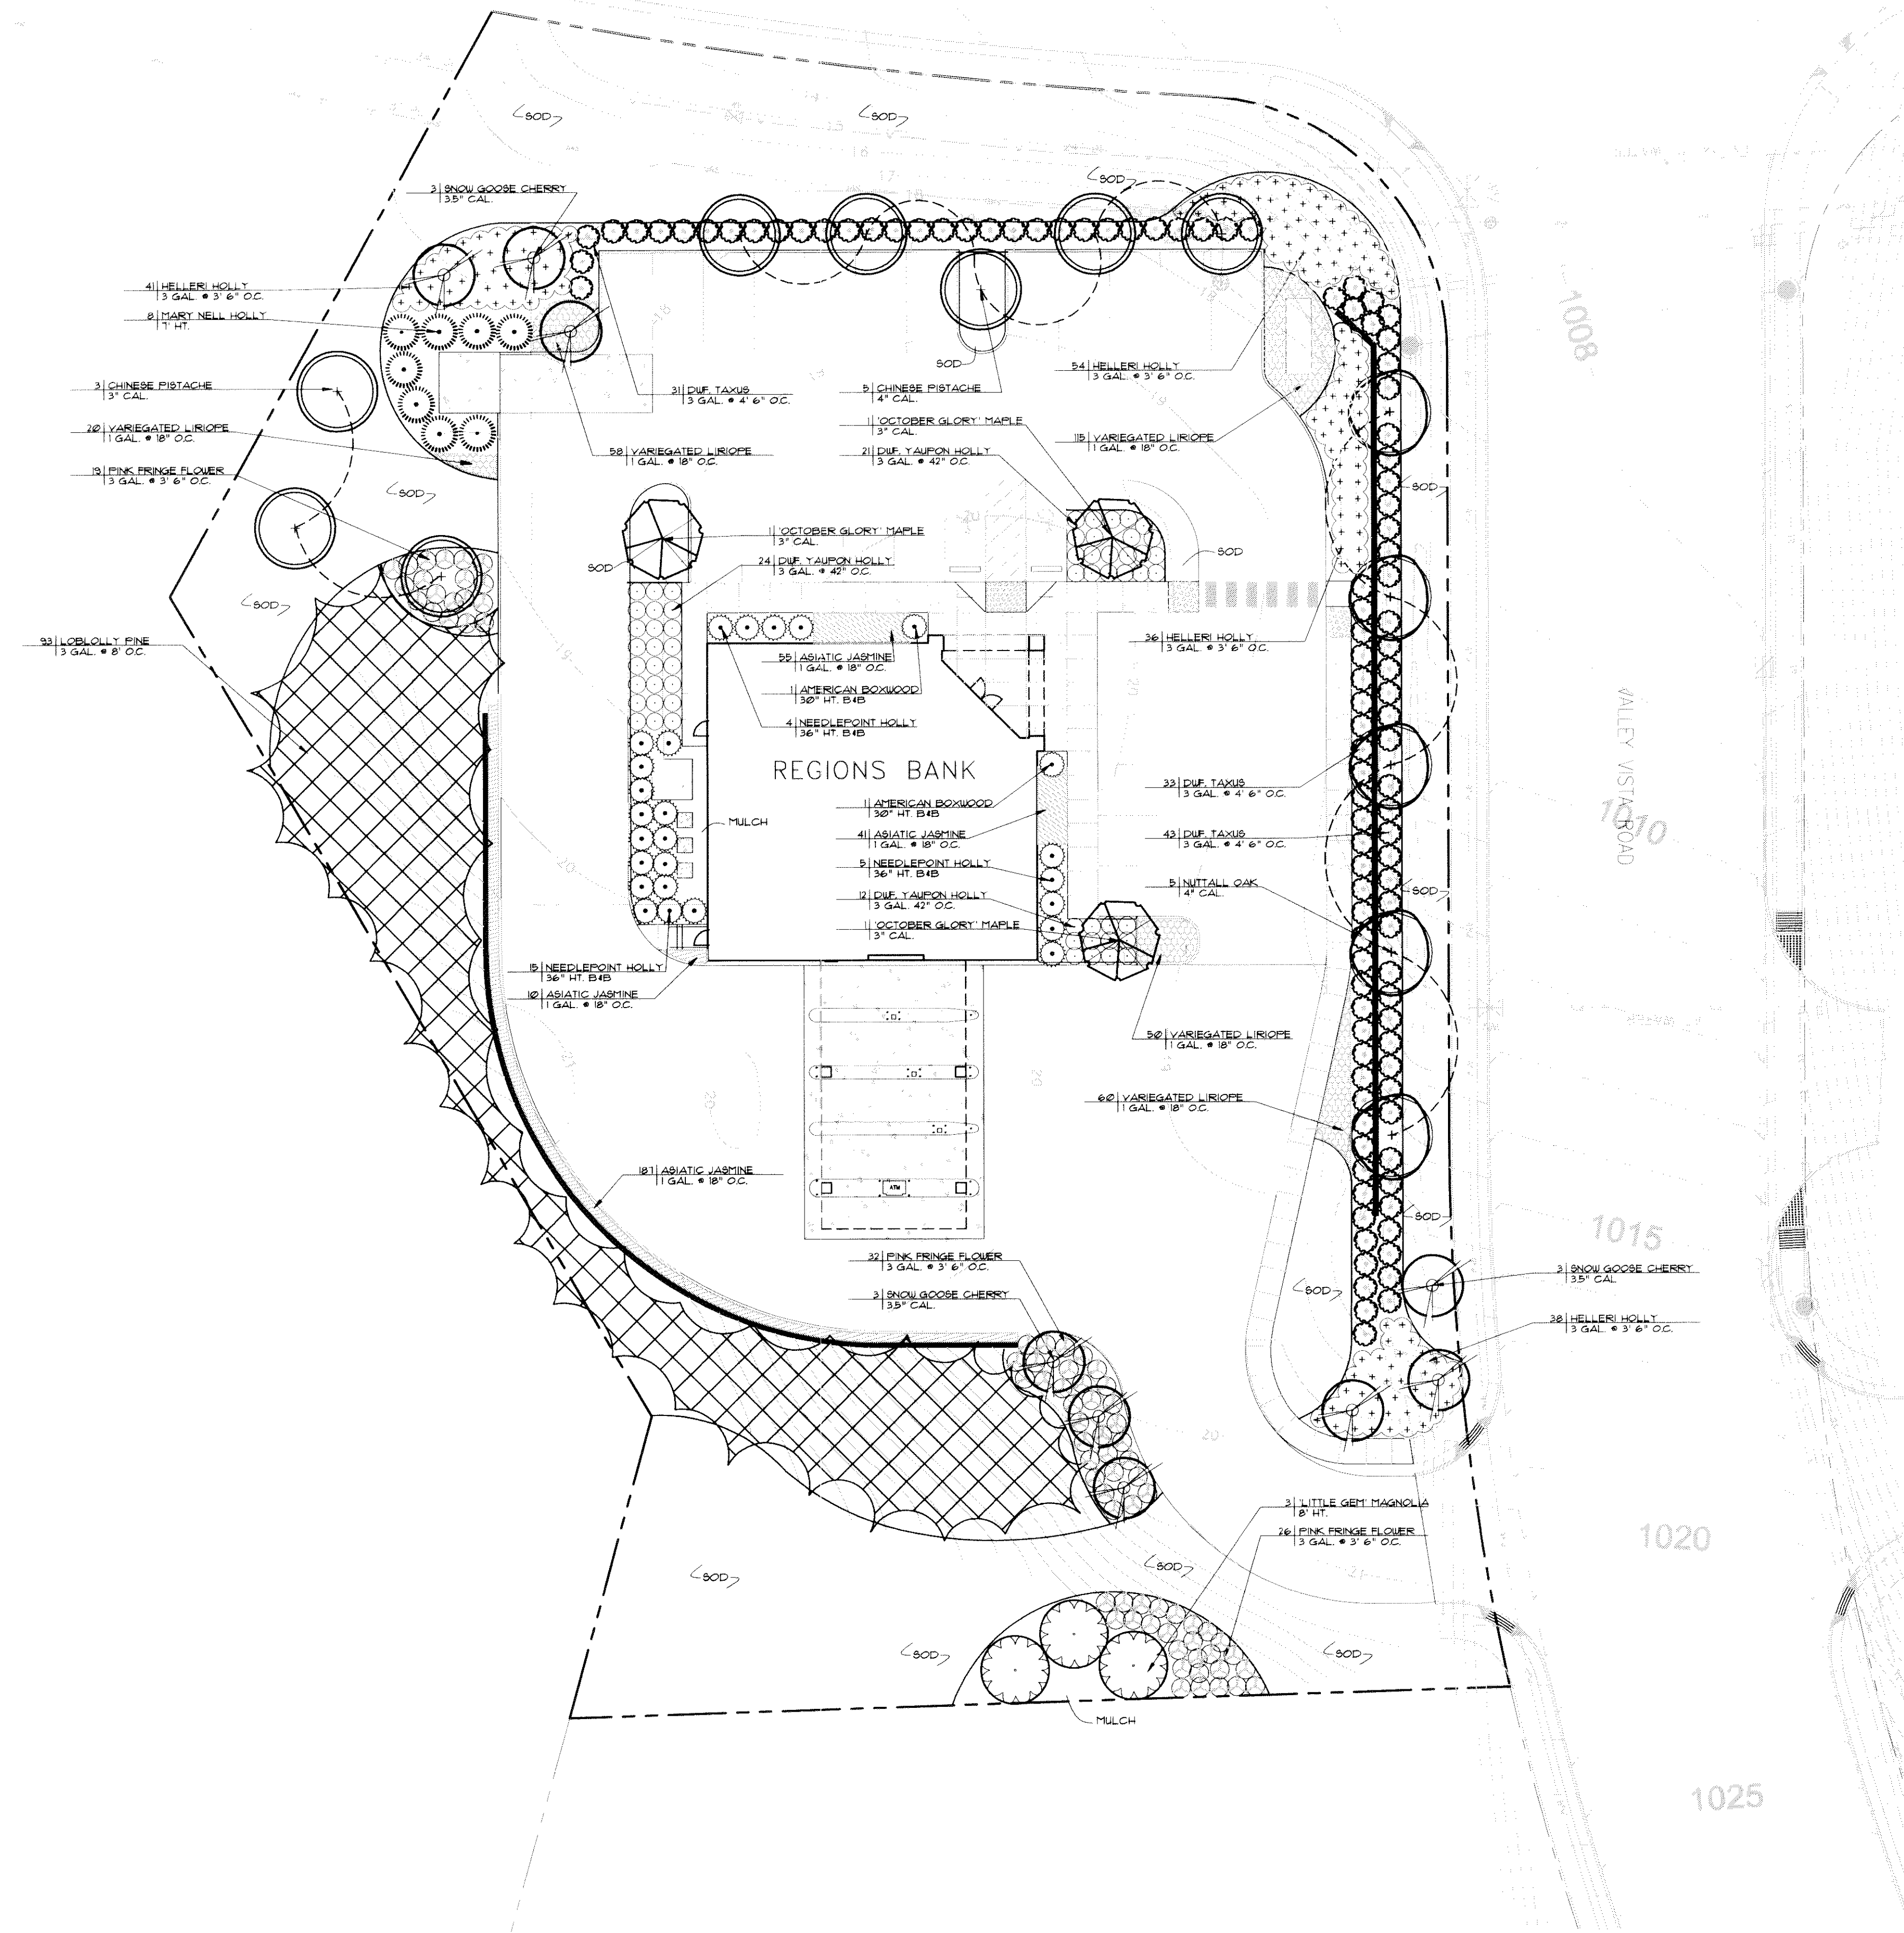 SOD
SOD
SOD
3 SNOW GOOSE CHERRY
3.5" CAL.
41 HELLERI HOLLY
3 GAL. @ 3' 6" O.C.
8 MARY NELL HOLLY
7' HT.
3 CHINESE PISTACHE
3" CAL.
20 VARIEGATED LIRIOPE
1 GAL. @ 18" O.C.
19 PINK FRINGE FLOWER
3 GAL. @ 3' 6" O.C.
SOD
SOD
93 LOBLOLLY PINE
3 GAL. @ 8' O.C.
31 DWF. TAXUS
3 GAL. @ 4' 6" O.C.
58 VARIEGATED LIRIOPE
1 GAL. @ 18" O.C.
SOD
5 CHINESE PISTACHE
4" CAL.
1 'OCTOBER GLORY' MAPLE
3" CAL.
21 DWF. YAUPON HOLLY
3 GAL. @ 42" O.C.
54 HELLERI HOLLY
3 GAL. @ 3' 6" O.C.
115 VARIEGATED LIRIOPE
1 GAL. @ 18" O.C.
SOD
1 'OCTOBER GLORY' MAPLE
3" CAL.
SOD
24 DWF. YAUPON HOLLY
3 GAL. @ 42" O.C.
SOD
36 HELLERI HOLLY
3 GAL. @ 3' 6" O.C.
55 ASIATIC JASMINE
1 GAL. @ 18" O.C.
1 AMERICAN BOXWOOD
30" HT. B&B
4 NEEDLEPOINT HOLLY
36" HT. B&B
REGIONS BANK
MULCH
1 AMERICAN BOXWOOD
30" HT. B&B
41 ASIATIC JASMINE
1 GAL. @ 18" O.C.
5 NEEDLEPOINT HOLLY
36" HT. B&B
12 DWF. YAUPON HOLLY
3 GAL. 42" O.C.
1 'OCTOBER GLORY' MAPLE
3" CAL.
33 DWF. TAXUS
3 GAL. @ 4' 6" O.C.
43 DWF. TAXUS
3 GAL. @ 4' 6" O.C.
5 NUTTALL OAK
4" CAL.
SOD
15 NEEDLEPOINT HOLLY
36" HT. B&B
10 ASIATIC JASMINE
1 GAL. @ 18" O.C.
50 VARIEGATED LIRIOPE
1 GAL. @ 18" O.C.
60 VARIEGATED LIRIOPE
1 GAL. @ 18" O.C.
187 ASIATIC JASMINE
1 GAL. @ 18" O.C.
ATM
SOD
SOD
32 PINK FRINGE FLOWER
3 GAL. @ 3' 6" O.C.
3 SNOW GOOSE CHERRY
3.5" CAL.
3 SNOW GOOSE CHERRY
3.5" CAL.
38 HELLERI HOLLY
3 GAL. @ 3' 6" O.C.
3 'LITTLE GEM' MAGNOLIA
8' HT.
26 PINK FRINGE FLOWER
3 GAL. @ 3' 6" O.C.
SOD
SOD
SOD
SOD
MULCH
VALLEY VISTA ROAD
1008
1010
1015
1020
1025